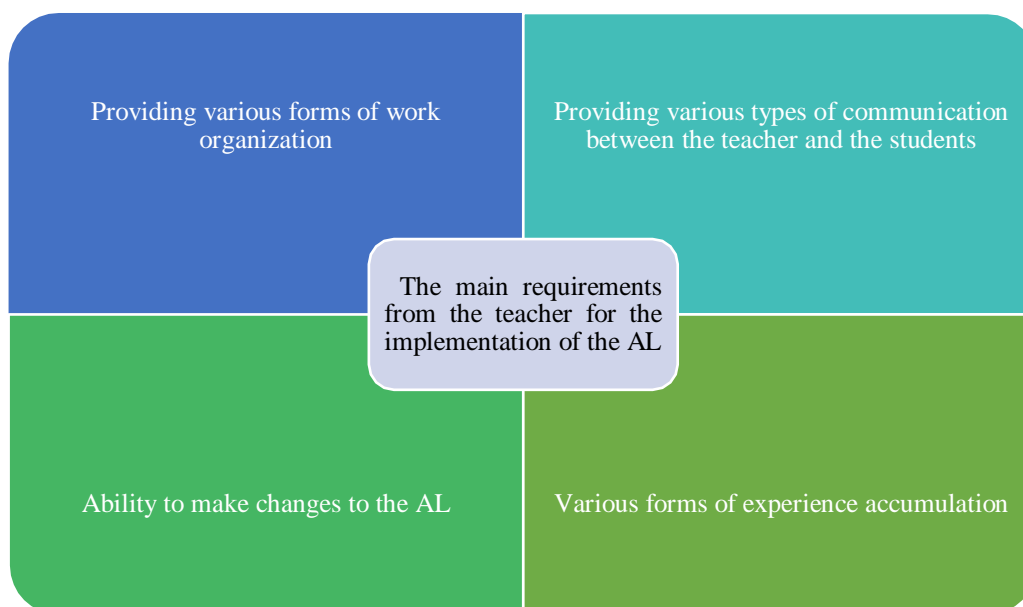 Providing various forms of work
organization
Providing various types of communication
between the teacher and the students
The main requirements
from the teacher for the
implementation of the AL
Ability to make changes to the AL
Various forms of experience accumulation